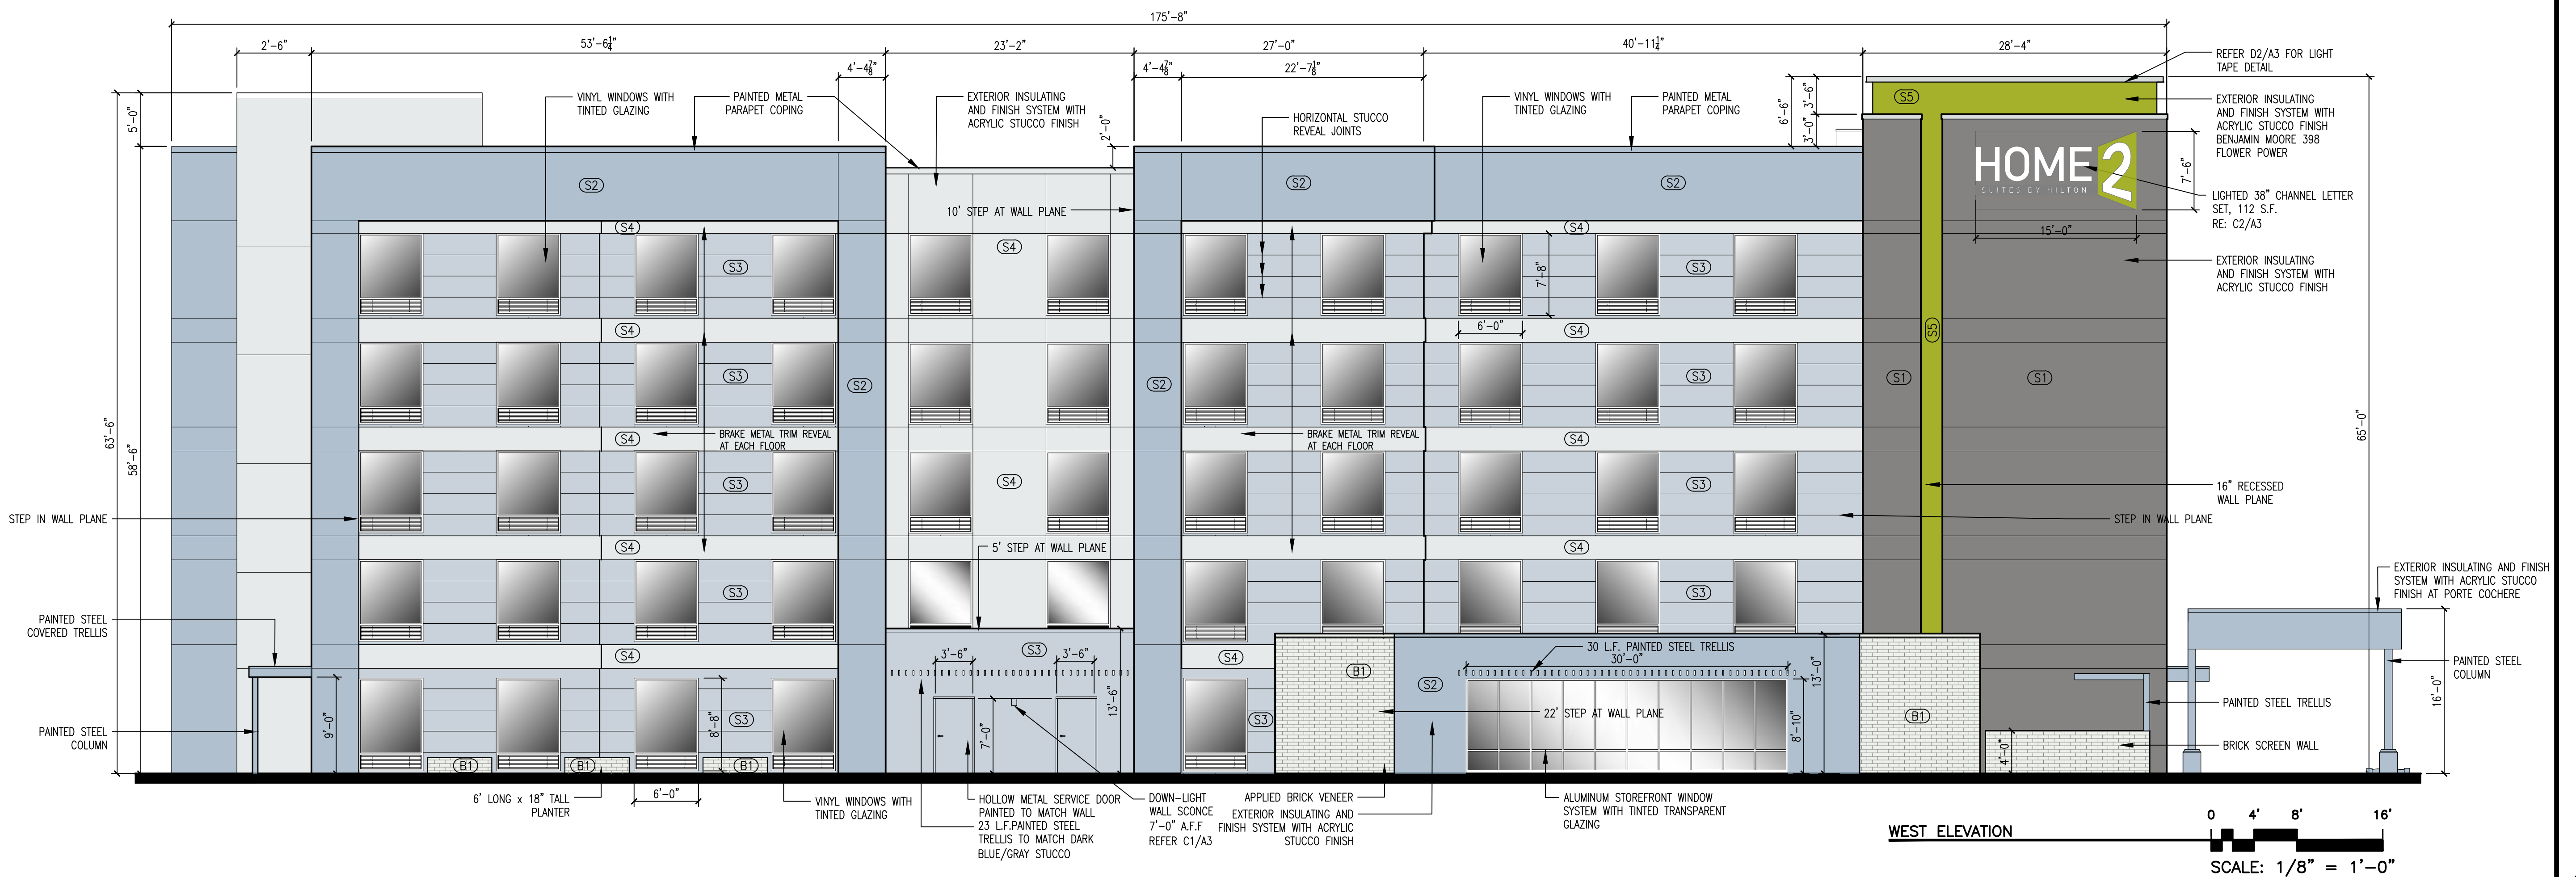 175'-8"
2'-6"
53'-6¼"
23'-2"
27'-0"
40'-11¼"
28'-4"
4'-4⅞"
4'-4⅞"
22'-7⅛"
REFER D2/A3 FOR LIGHT
TAPE DETAIL
VINYL WINDOWS WITH
TINTED GLAZING
PAINTED METAL
PARAPET COPING
EXTERIOR INSULATING
AND FINISH SYSTEM WITH
ACRYLIC STUCCO FINISH
HORIZONTAL STUCCO
REVEAL JOINTS
VINYL WINDOWS WITH
TINTED GLAZING
PAINTED METAL
PARAPET COPING
S5
EXTERIOR INSULATING
AND FINISH SYSTEM WITH
ACRYLIC STUCCO FINISH
BENJAMIN MOORE 398
FLOWER POWER
5'-0"
2'-0"
6'-6"
3'-6"
3'-0"
HOME2
SUITES BY HILTON
7'-6"
15'-0"
LIGHTED 38" CHANNEL LETTER
SET, 112 S.F.
RE: C2/A3
S2
S2
S2
10' STEP AT WALL PLANE
S4
S4
S4
S3
S3
7'-8"
EXTERIOR INSULATING
AND FINISH SYSTEM WITH
ACRYLIC STUCCO FINISH
S4
S4
6'-0"
S5
S3
S2
S2
S3
S1
S1
63'-6"
58'-6"
65'-0"
S4
BRAKE METAL TRIM REVEAL
AT EACH FLOOR
BRAKE METAL TRIM REVEAL
AT EACH FLOOR
S4
S3
S4
S3
16" RECESSED
WALL PLANE
STEP IN WALL PLANE
STEP IN WALL PLANE
S4
5' STEP AT WALL PLANE
S4
S3
S3
EXTERIOR INSULATING AND FINISH
SYSTEM WITH ACRYLIC STUCCO
FINISH AT PORTE COCHERE
PAINTED STEEL
COVERED TRELLIS
S4
S3
3'-6"
3'-6"
S4
30 L.F. PAINTED STEEL TRELLIS
30'-0"
B1
S2
13'-0"
PAINTED STEEL
COLUMN
16'-0"
PAINTED STEEL
COLUMN
9'-0"
8'-8"
S3
7'-0"
13'-6"
S3
22' STEP AT WALL PLANE
8'-10"
B1
PAINTED STEEL TRELLIS
BRICK SCREEN WALL
4'-0"
B1
B1
B1
6' LONG x 18" TALL
PLANTER
6'-0"
VINYL WINDOWS WITH
TINTED GLAZING
HOLLOW METAL SERVICE DOOR
PAINTED TO MATCH WALL
23 L.F.PAINTED STEEL
TRELLIS TO MATCH DARK
BLUE/GRAY STUCCO
DOWN-LIGHT
WALL SCONCE
7'-0" A.F.F
REFER C1/A3
APPLIED BRICK VENEER
EXTERIOR INSULATING AND
FINISH SYSTEM WITH ACRYLIC
STUCCO FINISH
ALUMINUM STOREFRONT WINDOW
SYSTEM WITH TINTED TRANSPARENT
GLAZING
WEST ELEVATION
0 4' 8' 16'
SCALE: 1/8" = 1'-0"